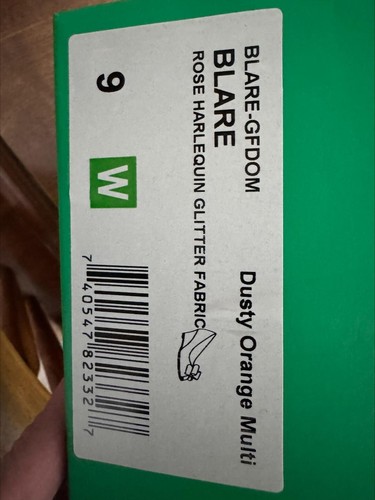 BLARE-GFDOM
BLARE
ROSE HARLEQUIN GLITTER FABRIC
Dusty Orange Multi
9
W
7 40547 82332 7